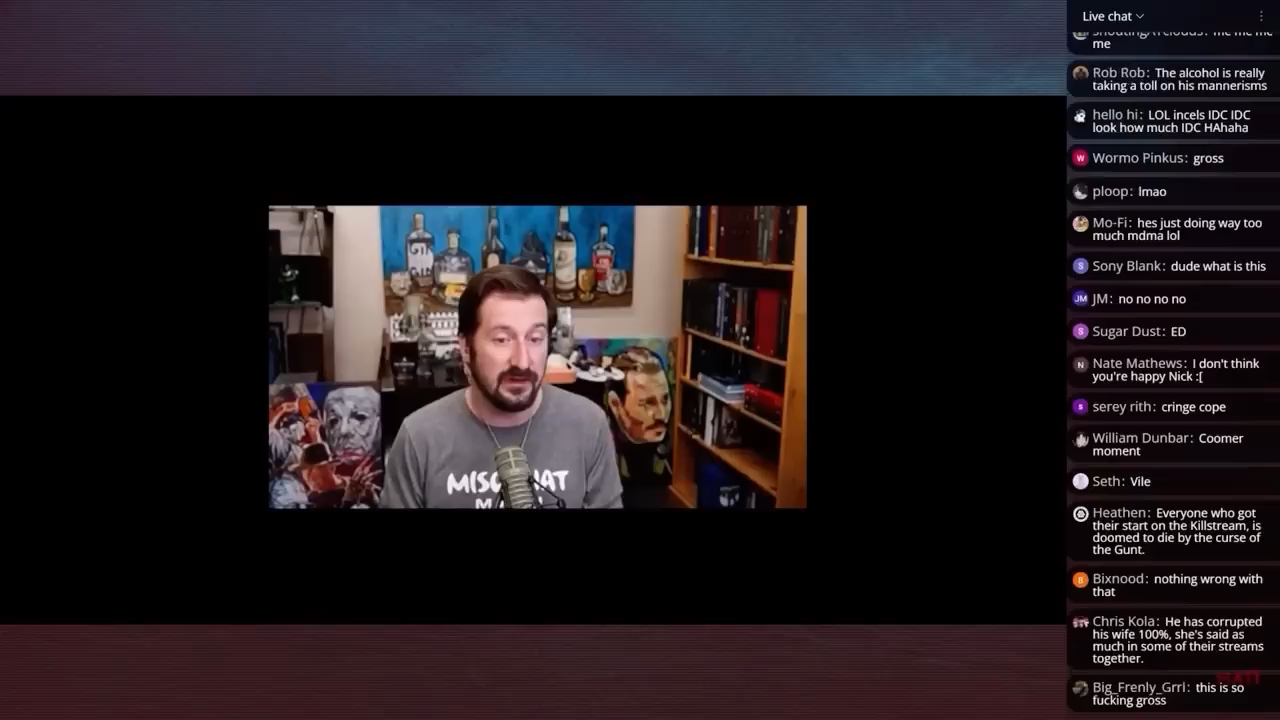 Live chat
me
Rob Rob: The alcohol is really
taking a toll on his mannerisms
hello hi: LOL incels IDC IDC
look how much IDC HAhaha
W
Wormo Pinkus: gross
ploop: lmao
Mo-Fi: hes just doing way too
much mdma lol
S
Sony Blank: dude what is this
JM
JM: no no no no
S
Sugar Dust: ED
N
Nate Mathews: I don't think
you're happy Nick :[
s
serey rith: cringe cope
William Dunbar: Coomer
moment
Seth: Vile
Heathen: Everyone who got
their start on the Killstream, is
doomed to die by the curse of
the Gunt.
B
Bixnood: nothing wrong with
that
Chris Kola: He has corrupted
his wife 100%, she's said as
much in some of their streams
together.
Big_Frenly_Grrl: this is so
fucking gross
GIN
GIN